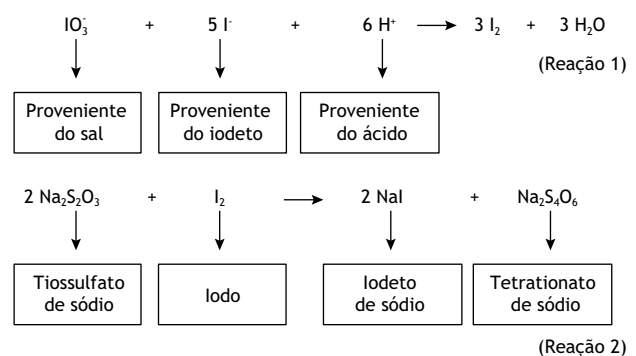 IO₃⁻ + 5 I⁻ + 6 H⁺ → 3 I₂ + 3 H₂O
(Reação 1)
Proveniente do sal
Proveniente do iodeto
Proveniente do ácido
2 Na₂S₂O₃ + I₂ → 2 NaI + Na₂S₄O₆
Tiossulfato de sódio
Iodo
Iodeto de sódio
Tetrationato de sódio
(Reação 2)